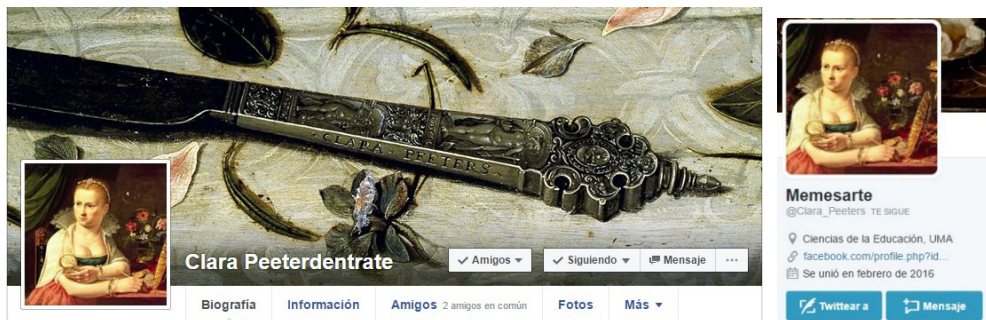 · CLARA · PEETERS ·
Clara Peeterdentrate
Amigos
Siguiendo
Mensaje
Biografía
Información
Amigos 2 amigos en común
Fotos
Más
Memesarte
@Clara_Peeters TE SIGUE
Ciencias de la Educación, UMA
facebook.com/profile.php?id...
Se unió en febrero de 2016
Twittear a
Mensaje